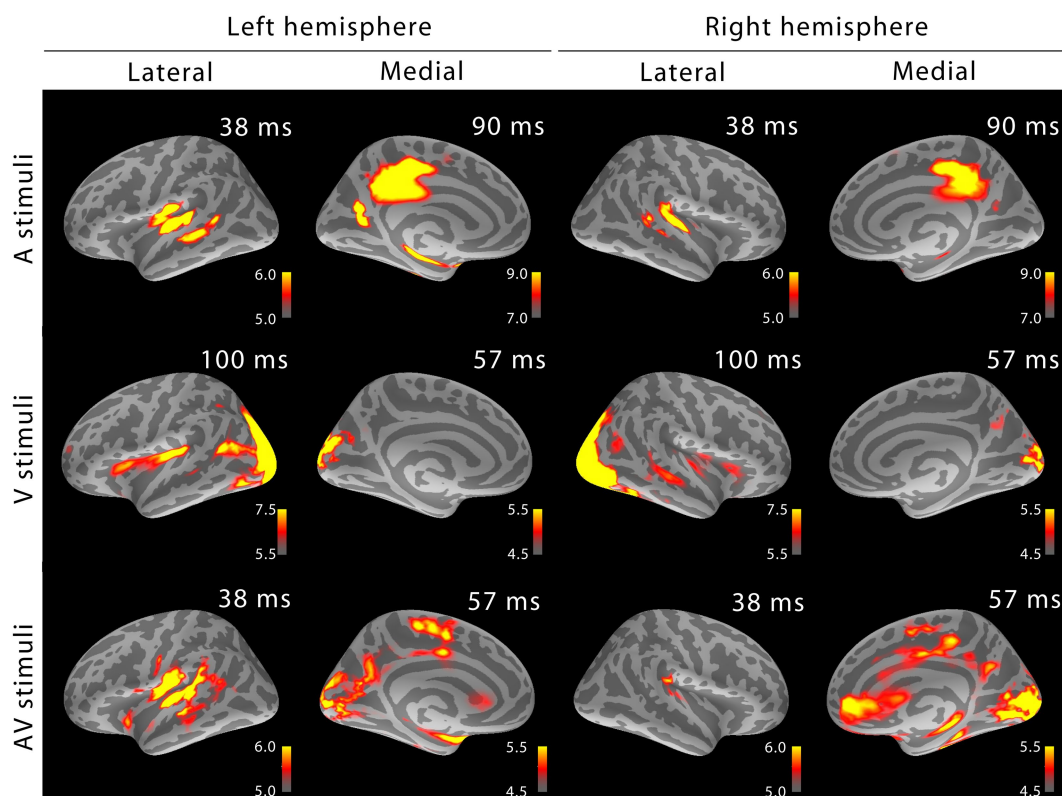 Left hemisphere Right hemisphere
Lateral Medial Lateral Medial
A stimuli
38 ms 90 ms 38 ms 90 ms
6.0 9.0 6.0 9.0
5.0 7.0 5.0 7.0
V stimuli
100 ms 57 ms 100 ms 57 ms
7.5 5.5 7.5 5.5
5.5 4.5 5.5 4.5
AV stimuli
38 ms 57 ms 38 ms 57 ms
6.0 5.5 6.0 5.5
5.0 4.5 5.0 4.5